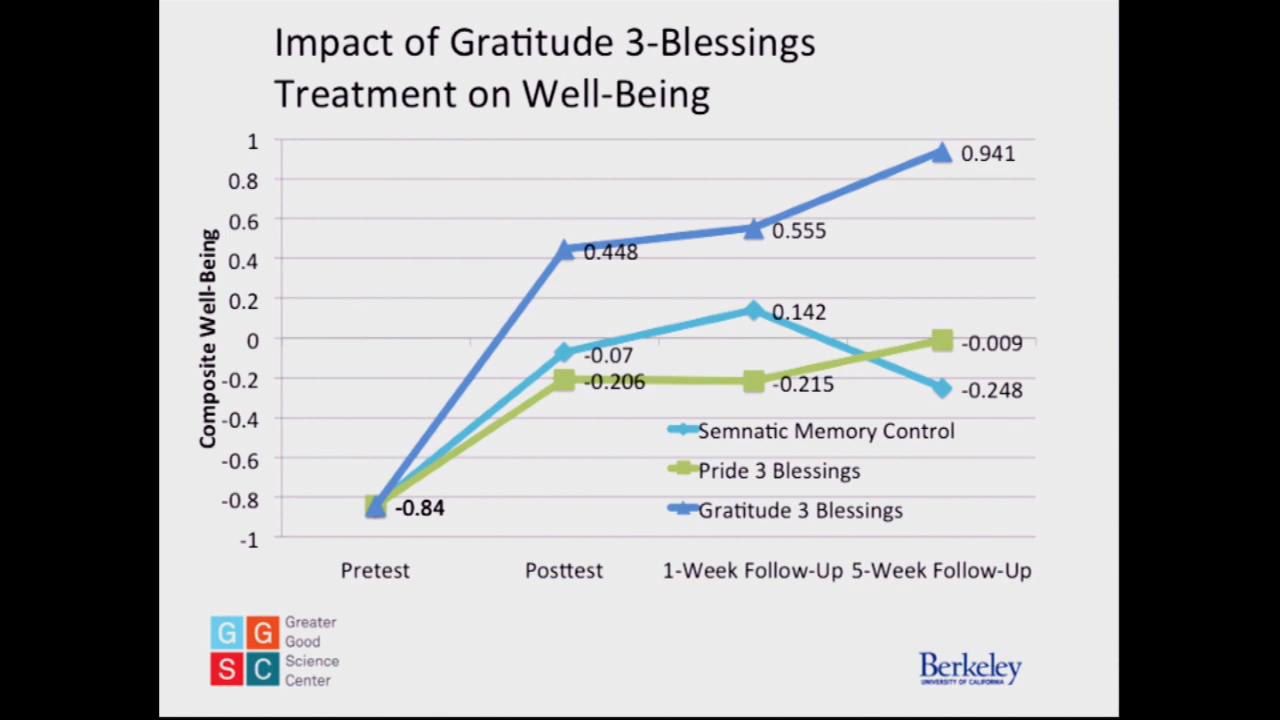 Impact of Gratitude 3-Blessings
Treatment on Well-Being
Composite Well-Being
1
0.8
0.6
0.4
0.2
0
-0.2
-0.4
-0.6
-0.8
-1
0.941
0.555
0.448
0.142
-0.07
-0.009
-0.206
-0.215
-0.248
-0.84
Semnatic Memory Control
Pride 3 Blessings
Gratitude 3 Blessings
Pretest
Posttest
1-Week Follow-Up
5-Week Follow-Up
G G
S C
Greater
Good
Science
Center
Berkeley
UNIVERSITY OF CALIFORNIA